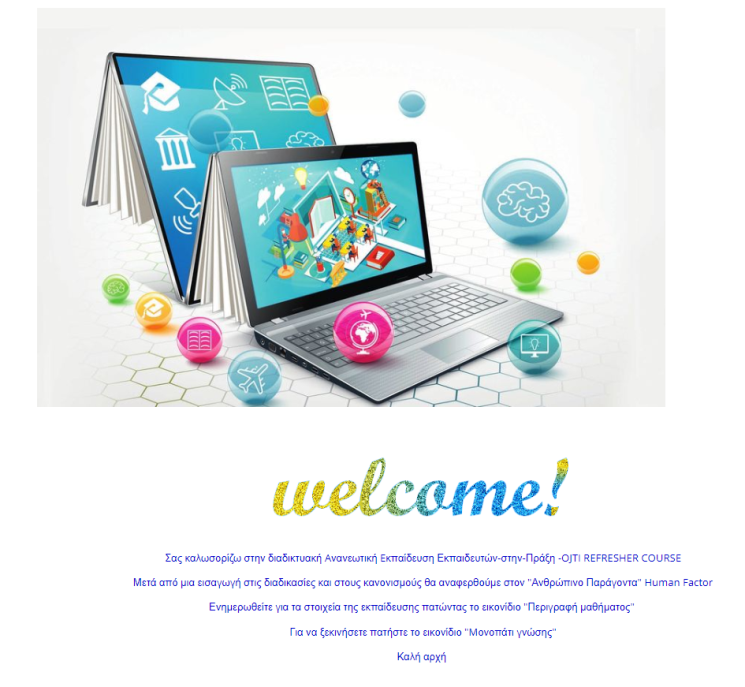 welcome!
Σας καλωσορίζω στην διαδικτυακή Ανανεωτική Εκπαίδευση Εκπαιδευτών-στην-Πράξη -OJTI REFRESHER COURSE
Μετά από μια εισαγωγή στις διαδικασίες και στους κανονισμούς θα αναφερθούμε στον "Ανθρώπινο Παράγοντα" Human Factor
Ενημερωθείτε για τα στοιχεία της εκπαίδευσης πατώντας το εικονίδιο "Περιγραφή μαθήματος"
Για να ξεκινήσετε πατήστε το εικονίδιο "Μονοπάτι γνώσης"
Καλή αρχή